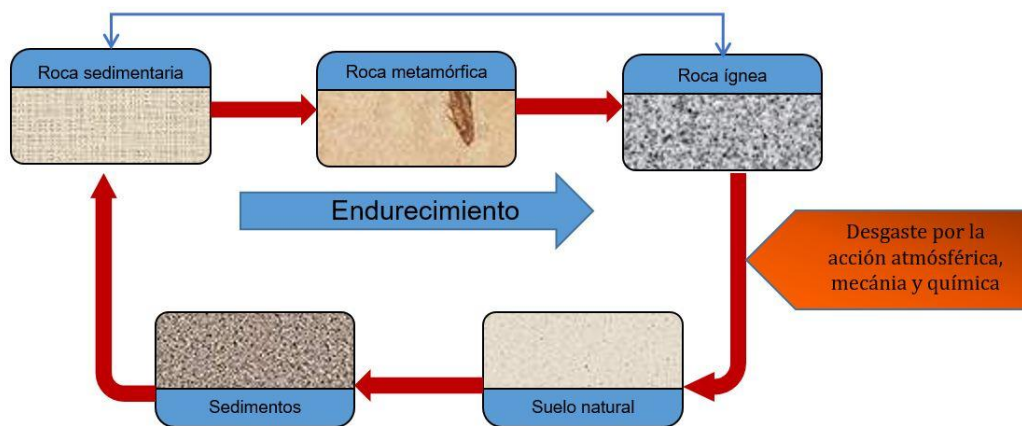 Roca sedimentaria
Roca metamórfica
Roca ígnea
Endurecimiento
Desgaste por la
acción atmósférica,
mecánia y química
Sedimentos
Suelo natural